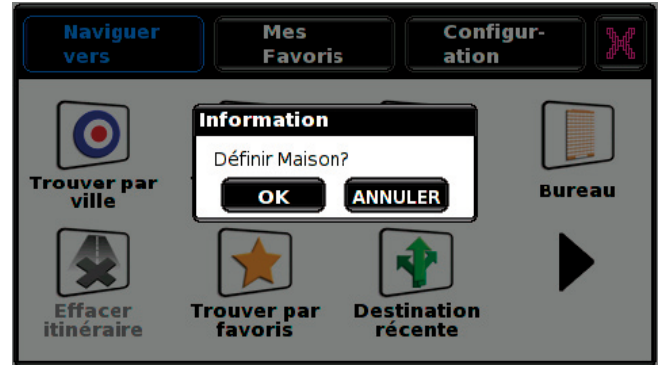 Naviguer
vers
Mes
Favoris
Configur-
ation
Information
Définir Maison?
OK
ANNULER
Trouver par
ville
Bureau
Effacer
itinéraire
Trouver par
favoris
Destination
récente